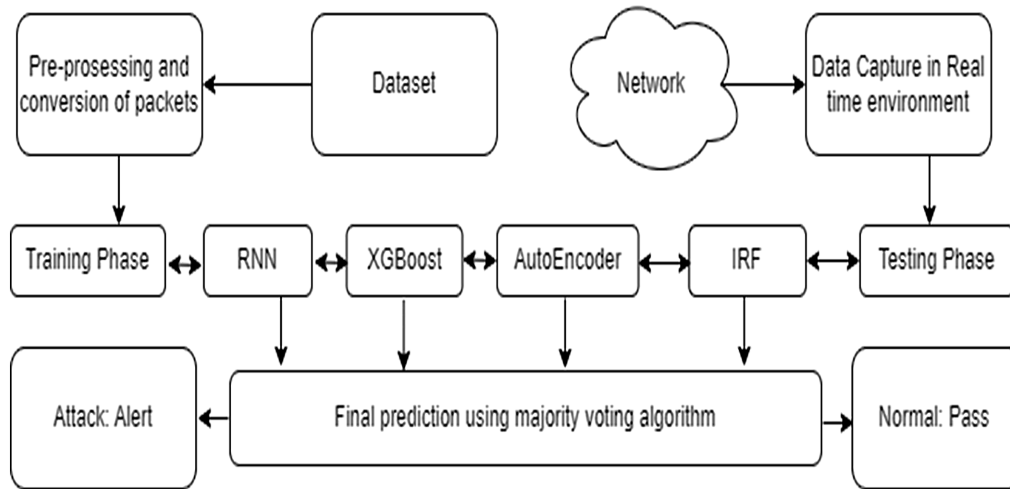 Pre-prosessing and
conversion of packets
Dataset
Network
Data Capture in Real
time environment
Training Phase
RNN
XGBoost
AutoEncoder
IRF
Testing Phase
Attack: Alert
Final prediction using majority voting algorithm
Normal: Pass